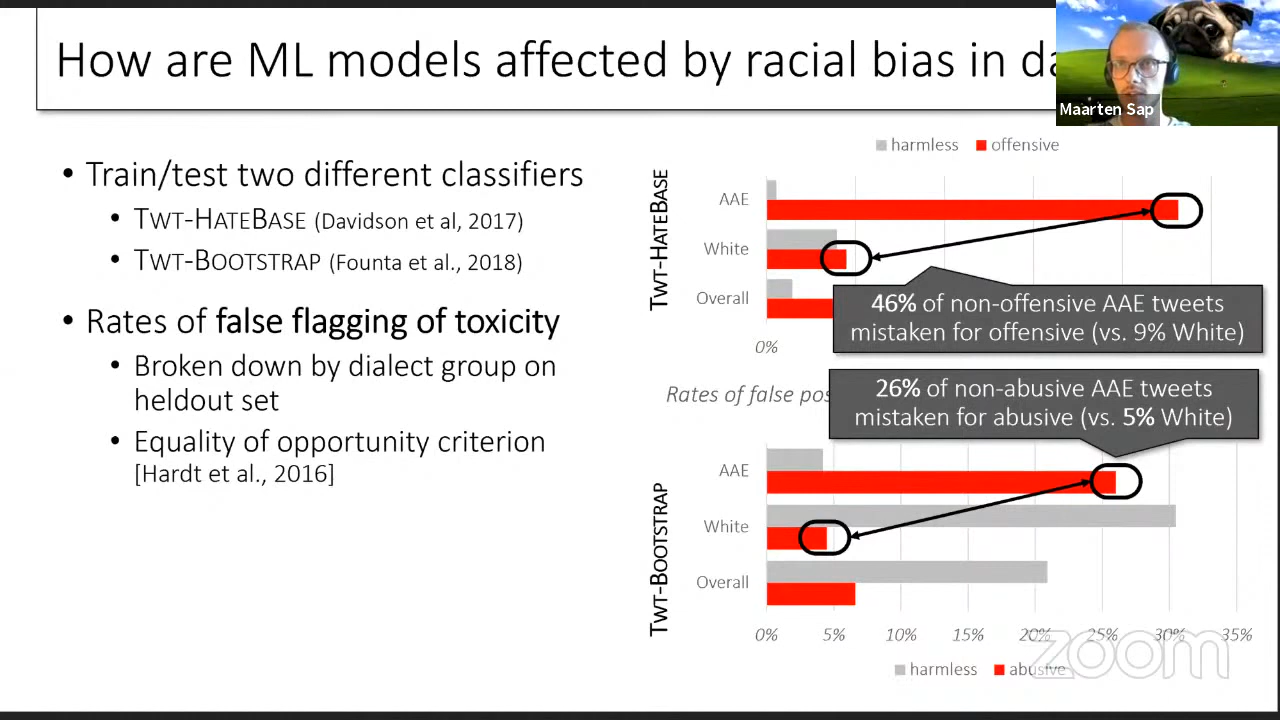 How are ML models affected by racial bias in
Maarten Sap
• Train/test two different classifiers
• TWT-HATEBASE (Davidson et al, 2017)
• TWT-BOOTSTRAP (Founta et al., 2018)
• Rates of false flagging of toxicity
• Broken down by dialect group on
heldout set
• Equality of opportunity criterion
[Hardt et al., 2016]
harmless offensive
TWT-HATEBASE
AAE
White
Overall
0%
46% of non-offensive AAE tweets
mistaken for offensive (vs. 9% White)
Rates of false
26% of non-abusive AAE tweets
mistaken for abusive (vs. 5% White)
TWT-BOOTSTRAP
AAE
White
Overall
0% 5% 10% 15% 20% 25% 30% 35%
harmless abusive
zoom